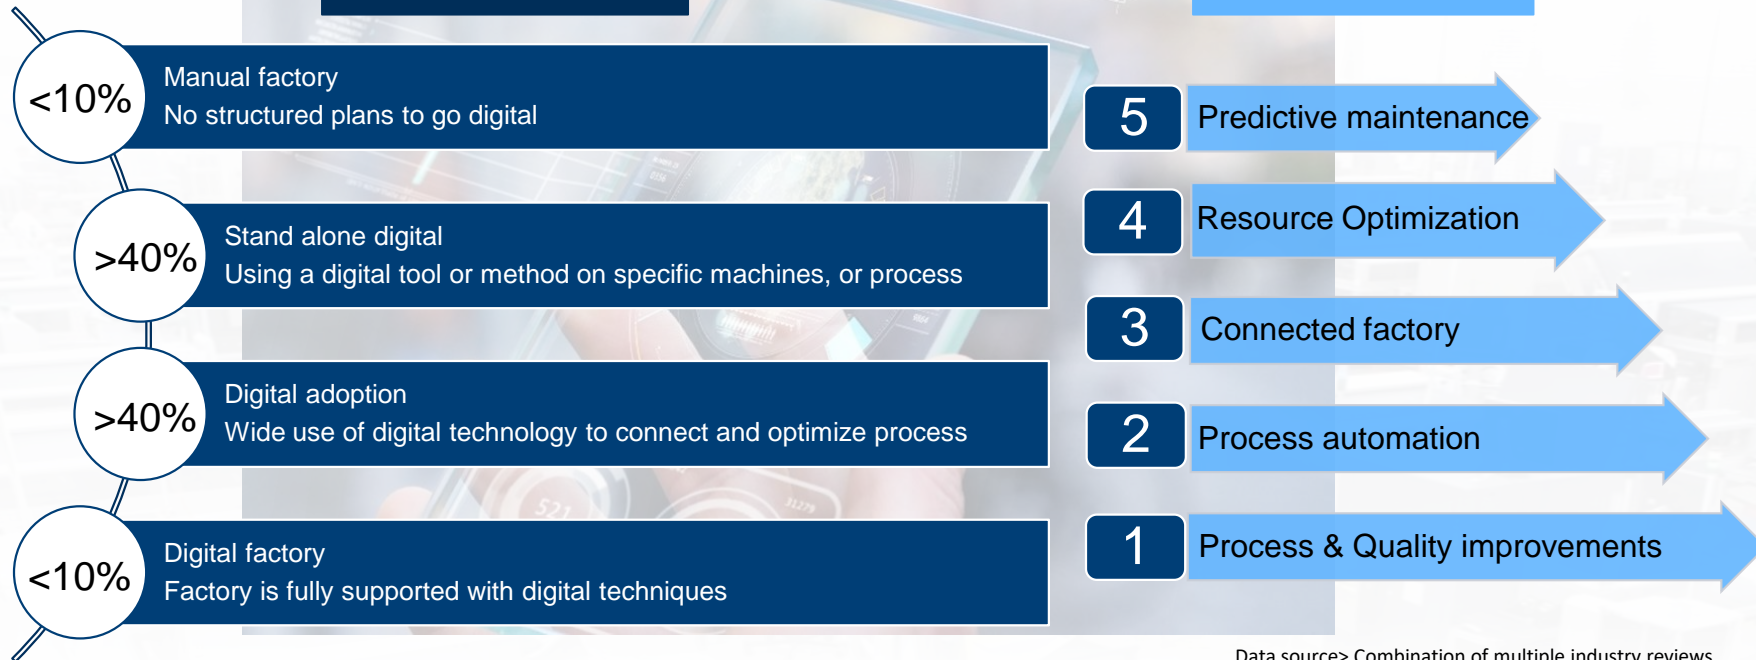 <10%
Manual factory
No structured plans to go digital
>40%
Stand alone digital
Using a digital tool or method on specific machines, or process
>40%
Digital adoption
Wide use of digital technology to connect and optimize process
<10%
Digital factory
Factory is fully supported with digital techniques
5
Predictive maintenance
4
Resource Optimization
3
Connected factory
2
Process automation
1
Process & Quality improvements
521
31279
Data source> Combination of multiple industry reviews